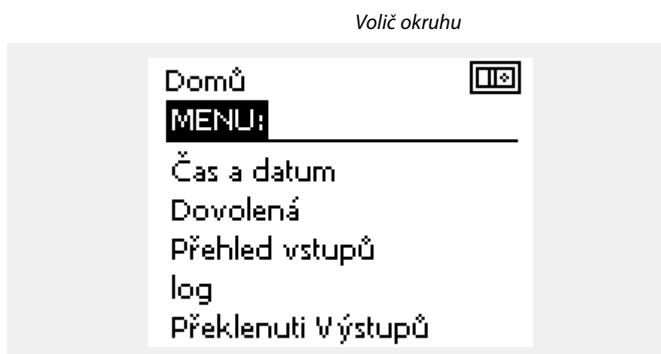 Volič okruhu
Domů
MENU:
Čas a datum
Dovolená
Přehled vstupů
log
Překlenuti Výstupů